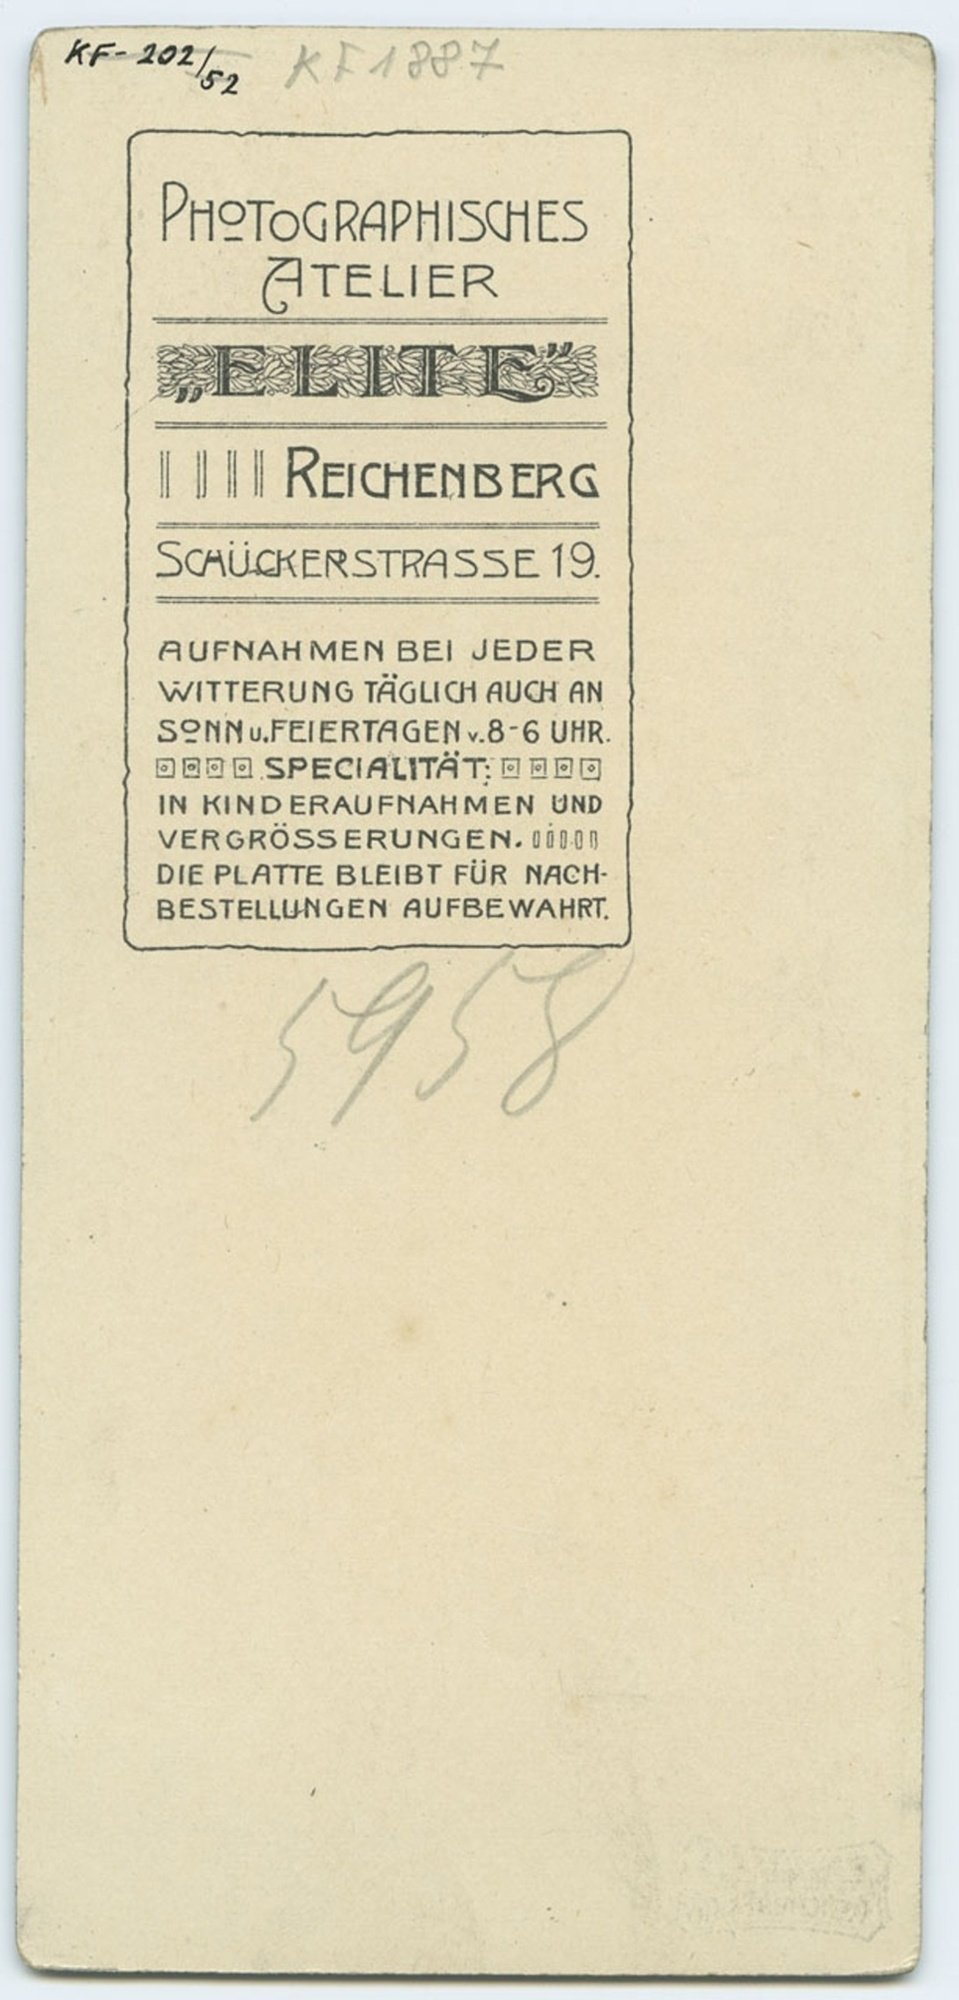 KF-202/52 KF1887
PHOTOGRAPHISCHES
ATELIER
„ELITE”
REICHENBERG
SCHÜCKERSTRASSE 19.
AUFNAHMEN BEI JEDER
WITTERUNG TÄGLICH AUCH AN
SONN u. FEIERTAGEN v. 8-6 UHR.
SPECIALITÄT:
IN KINDERAUFNAHMEN UND
VERGRÖSSERUNGEN.
DIE PLATTE BLEIBT FÜR NACH-
BESTELLUNGEN AUFBEWAHRT.
5958